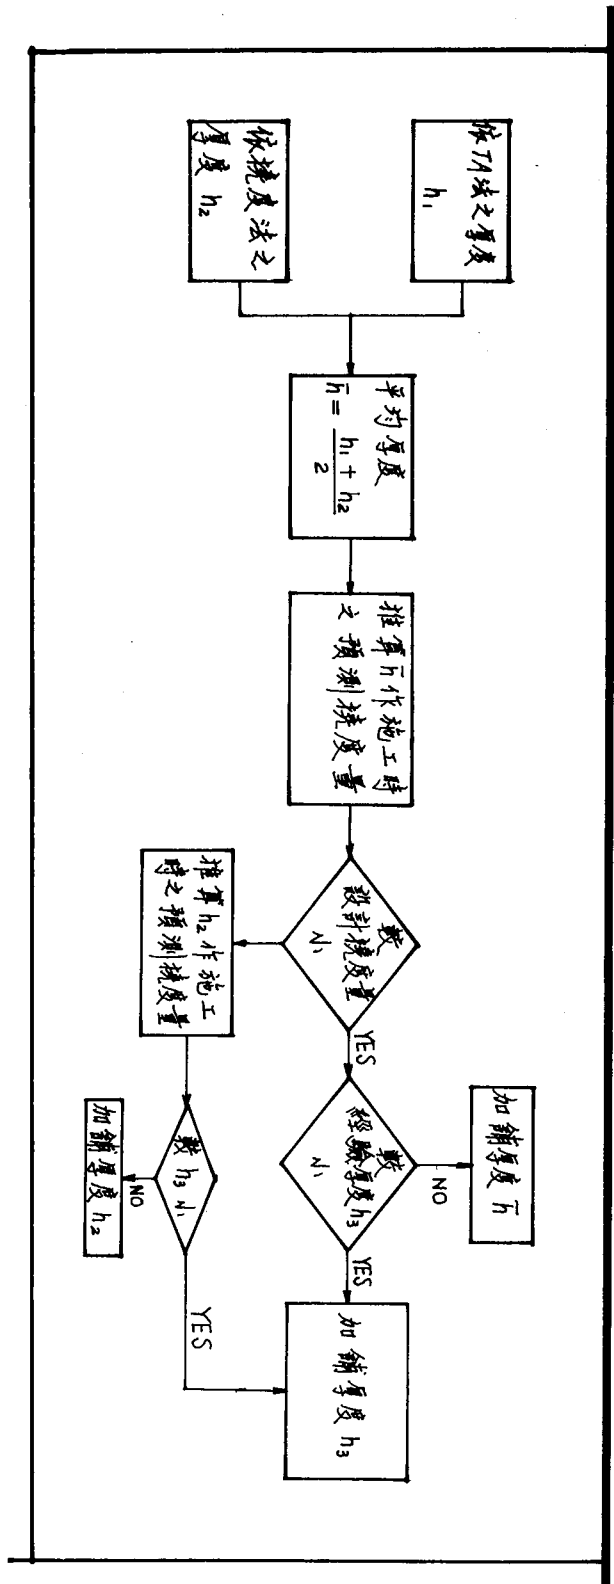 依TA法之厚度
h₁
依撓度法之
厚度 h₂
平均厚度
h̄ = (h₁ + h₂) / 2
推算h̄作施工時
之預測撓度量
較
設計撓度量
小
YES
較
經驗厚度h₃
小
NO
加舖厚度 h̄
YES
加舖厚度 h₃
推算h₂作施工
時之預測撓度量
較 h₃ 小
NO
加舖厚度 h₂
YES